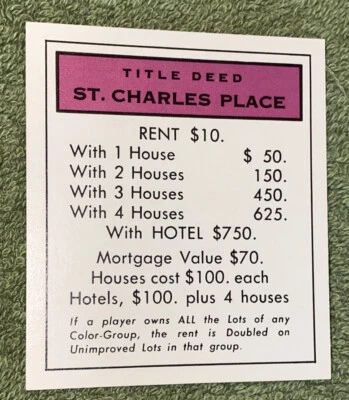 TITLE DEED
ST. CHARLES PLACE
RENT $10.
With 1 House $ 50.
With 2 Houses 150.
With 3 Houses 450.
With 4 Houses 625.
With HOTEL $750.
Mortgage Value $70.
Houses cost $100. each
Hotels, $100. plus 4 houses
If a player owns ALL the Lots of any
Color-Group, the rent is Doubled on
Unimproved Lots in that group.